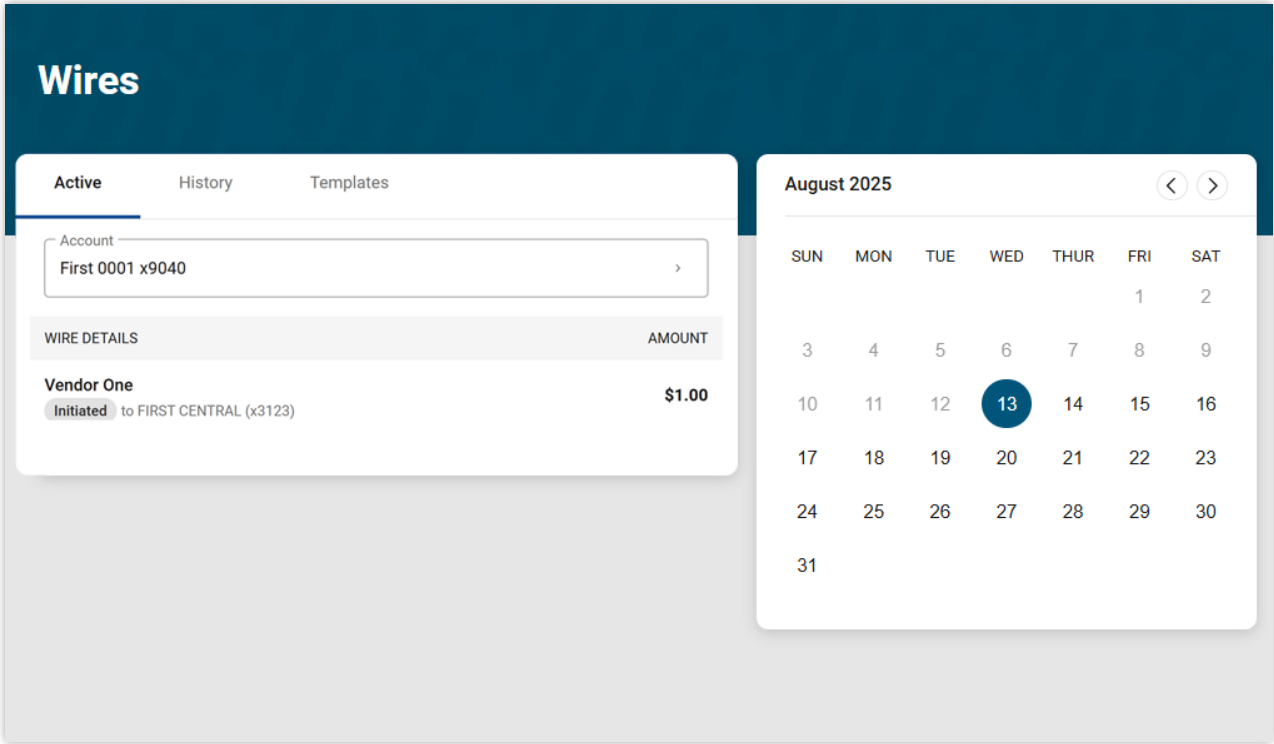 Wires
Active History Templates
Account
First 0001 x9040
WIRE DETAILS AMOUNT
Vendor One
$1.00
Initiated to FIRST CENTRAL (x3123)
August 2025
SUN MON TUE WED THUR FRI SAT
1 2
3 4 5 6 7 8 9
10 11 12 13 14 15 16
17 18 19 20 21 22 23
24 25 26 27 28 29 30
31